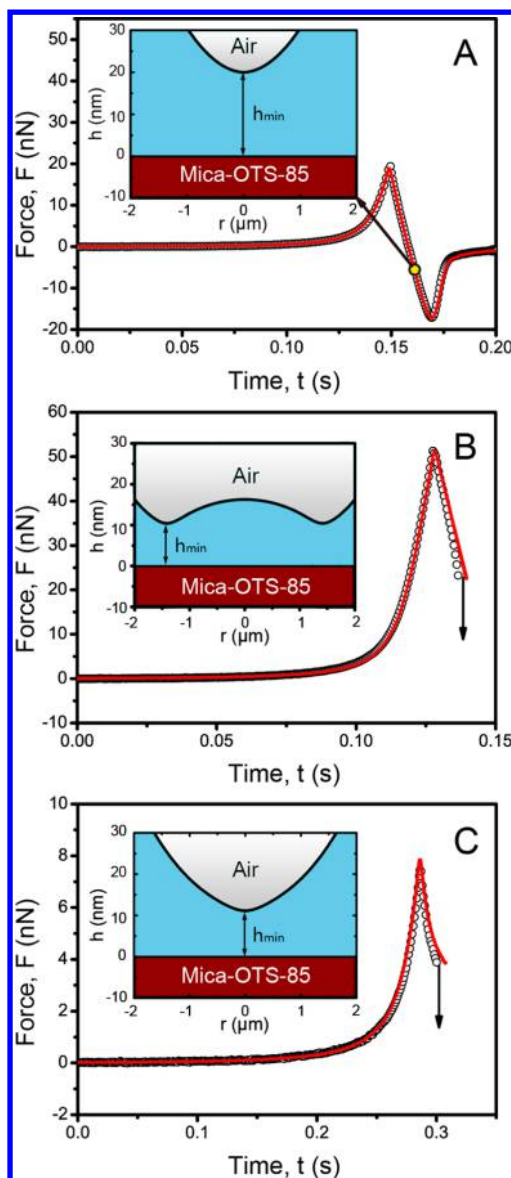 A
Force, F (nN)
60
50
40
30
20
10
0
-10
-20
0.00
0.05
0.10
0.15
0.20
Time, t (s)
h (nm)
30
20
10
0
-10
Air
hmin
Mica-OTS-85
-2
-1
0
1
2
r (µm)
B
Force, F (nN)
60
50
40
30
20
10
0
-10
0.00
0.05
0.10
0.15
Time, t (s)
h (nm)
30
20
10
0
-10
Air
hmin
Mica-OTS-85
-2
-1
0
1
2
r (µm)
C
Force, F (nN)
10
8
6
4
2
0
-2
0.0
0.1
0.2
0.3
Time, t (s)
h (nm)
30
20
10
0
-10
Air
hmin
Mica-OTS-85
-2
-1
0
1
2
r (µm)